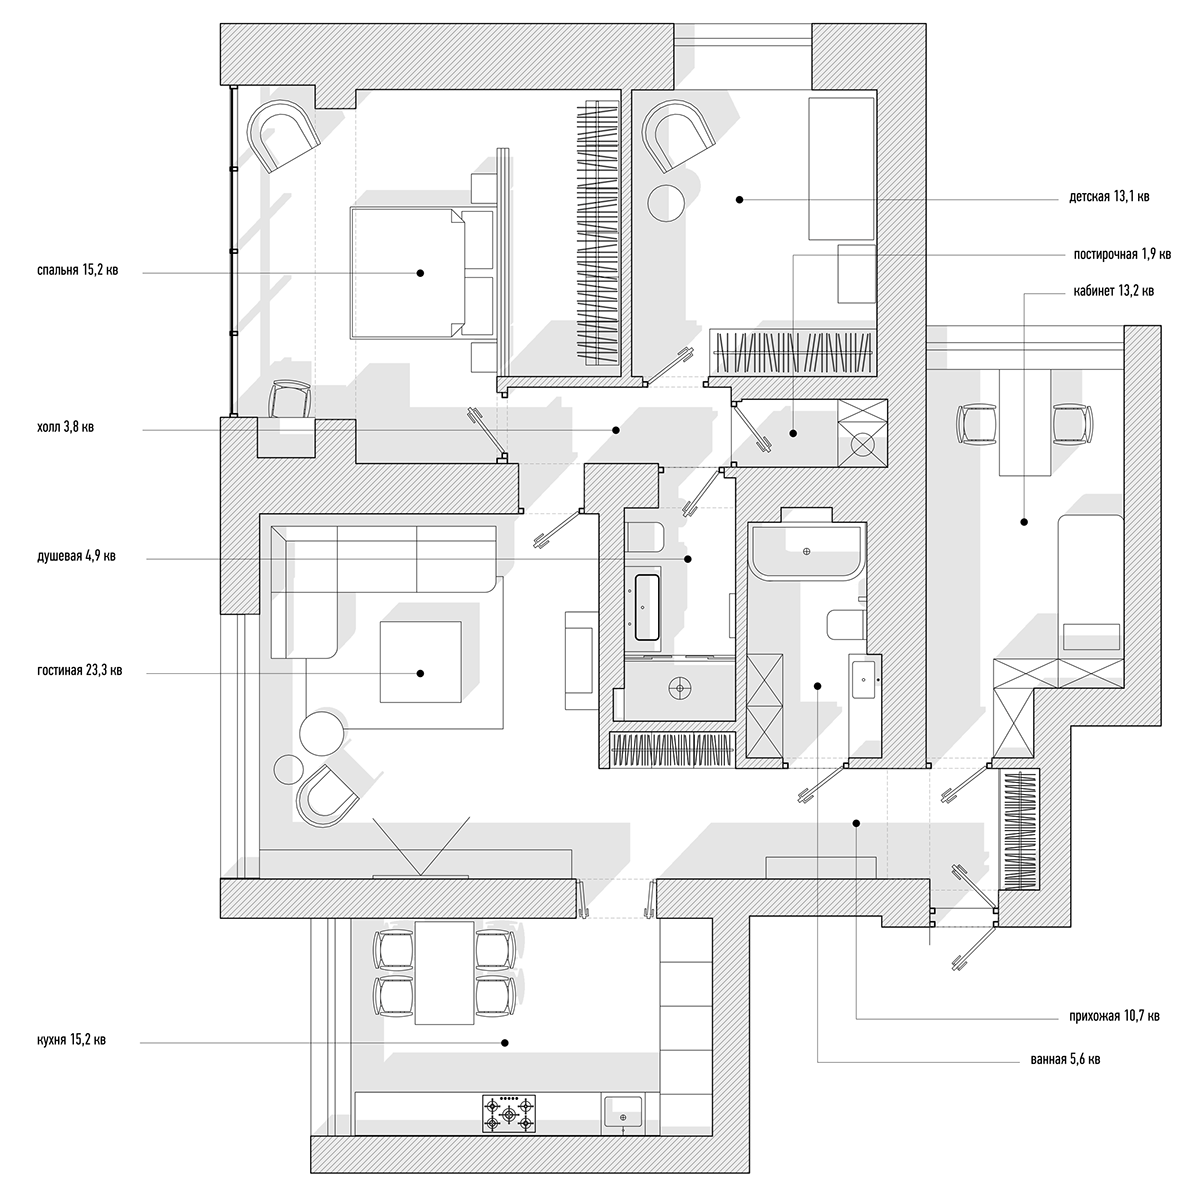 детская 13,1 кв
постирочная 1,9 кв
спальня 15,2 кв
кабинет 13,2 кв
холл 3,8 кв
душевая 4,9 кв
гостиная 23,3 кв
прихожая 10,7 кв
кухня 15,2 кв
ванная 5,6 кв